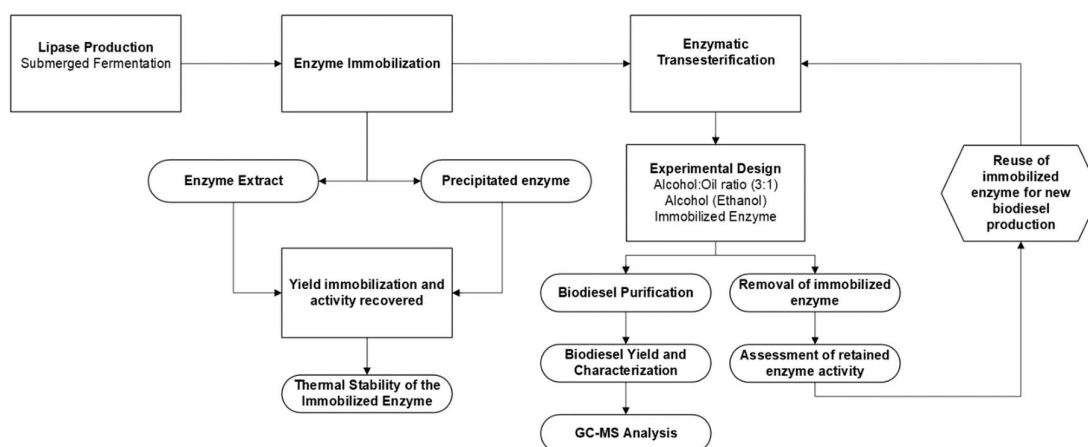 Lipase Production
Submerged Fermentation
Enzyme Immobilization
Enzymatic
Transesterification
Enzyme Extract
Precipitated enzyme
Experimental Design
Alcohol:Oil ratio (3:1)
Alcohol (Ethanol)
Immobilized Enzyme
Reuse of
immobilized
enzyme for new
biodiesel
production
Yield immobilization and
activity recovered
Biodiesel Purification
Removal of immobilized
enzyme
Thermal Stability of the
Immobilized Enzyme
Biodiesel Yield and
Characterization
Assessment of retained
enzyme activity
GC-MS Analysis